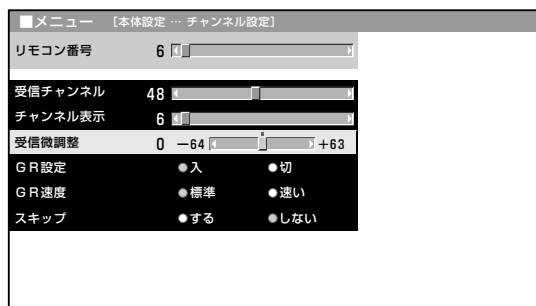 ■メニュー [本体設定 … チャンネル設定]
リモコン番号 6
受信チャンネル 48
チャンネル表示 6
受信微調整 0 −64 +63
GR設定 ●入 ●切
GR速度 ●標準 ●速い
スキップ ●する ●しない